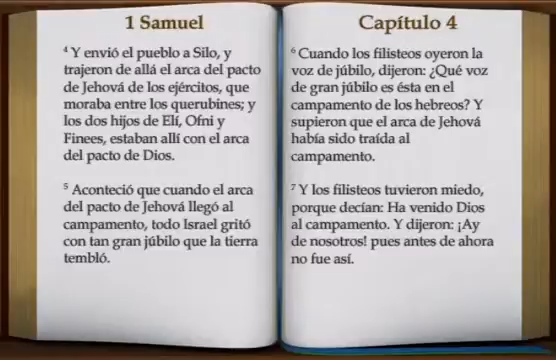 1 Samuel
⁴ Y envió el pueblo a Silo, y
trajeron de allá el arca del pacto
de Jehová de los ejércitos, que
moraba entre los querubines; y
los dos hijos de Elí, Ofni y
Finees, estaban allí con el arca
del pacto de Dios.
⁵ Aconteció que cuando el arca
del pacto de Jehová llegó al
campamento, todo Israel gritó
con tan gran júbilo que la tierra
tembló.
Capítulo 4
⁶ Cuando los filisteos oyeron la
voz de júbilo, dijeron: ¿Qué voz
de gran júbilo es ésta en el
campamento de los hebreos? Y
supieron que el arca de Jehová
había sido traída al
campamento.
⁷ Y los filisteos tuvieron miedo,
porque decían: Ha venido Dios
al campamento. Y dijeron: ¡Ay
de nosotros! pues antes de ahora
no fue así.